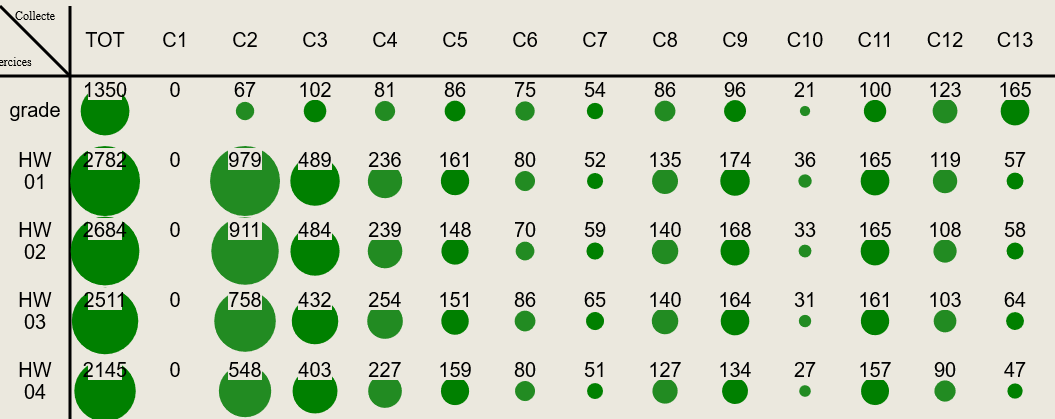 Collecte
ercices
TOT C1 C2 C3 C4 C5 C6 C7 C8 C9 C10 C11 C12 C13
grade 1350 0 67 102 81 86 75 54 86 96 21 100 123 165
HW 01 2782 0 979 489 236 161 80 52 135 174 36 165 119 57
HW 02 2684 0 911 484 239 148 70 59 140 168 33 165 108 58
HW 03 2511 0 758 432 254 151 86 65 140 164 31 161 103 64
HW 04 2145 0 548 403 227 159 80 51 127 134 27 157 90 47